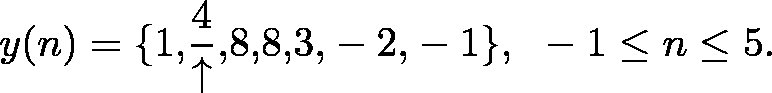 y(n) = {1, 4, 8, 8, 3, -2, -1}, -1 ≤ n ≤ 5.
↑